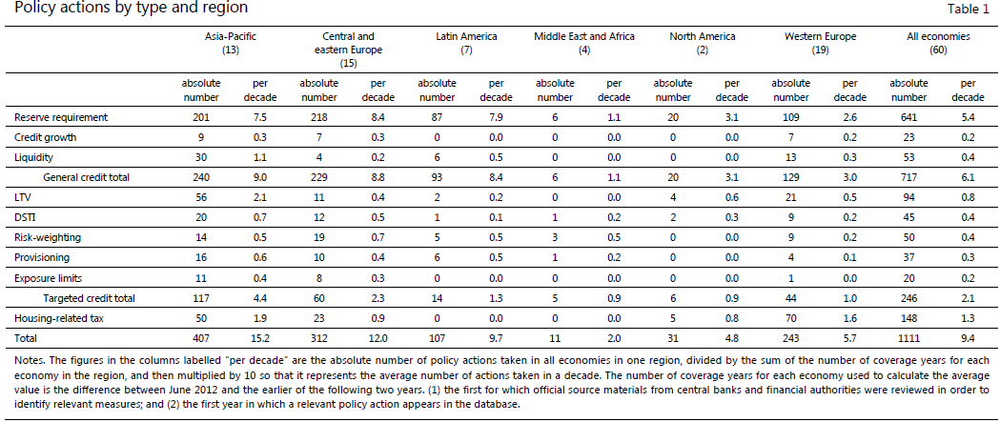 Policy actions by type and region Table 1
Asia-Pacific Central and Latin America Middle East and Africa North America Western Europe All economies
(13) eastern Europe (7) (4) (2) (19) (60)
(15)
absolute per absolute per absolute per absolute per absolute per absolute per absolute per
number decade number decade number decade number decade number decade number decade number decade
Reserve requirement 201 7.5 218 8.4 87 7.9 6 1.1 20 3.1 109 2.6 641 5.4
Credit growth 9 0.3 7 0.3 0 0.0 0 0.0 0 0.0 7 0.2 23 0.2
Liquidity 30 1.1 4 0.2 6 0.5 0 0.0 0 0.0 13 0.3 53 0.4
General credit total 240 9.0 229 8.8 93 8.4 6 1.1 20 3.1 129 3.0 717 6.1
LTV 56 2.1 11 0.4 2 0.2 0 0.0 4 0.6 21 0.5 94 0.8
DSTI 20 0.7 12 0.5 1 0.1 1 0.2 2 0.3 9 0.2 45 0.4
Risk-weighting 14 0.5 19 0.7 5 0.5 3 0.5 0 0.0 9 0.2 50 0.4
Provisioning 16 0.6 10 0.4 6 0.5 1 0.2 0 0.0 4 0.1 37 0.3
Exposure limits 11 0.4 8 0.3 0 0.0 0 0.0 0 0.0 1 0.0 20 0.2
Targeted credit total 117 4.4 60 2.3 14 1.3 5 0.9 6 0.9 44 1.0 246 2.1
Housing-related tax 50 1.9 23 0.9 0 0.0 0 0.0 5 0.8 70 1.6 148 1.3
Total 407 15.2 312 12.0 107 9.7 11 2.0 31 4.8 243 5.7 1111 9.4
Notes. The figures in the columns labelled "per decade" are the absolute number of policy actions taken in all economies in one region, divided by the sum of the number of coverage years for each
economy in the region, and then multiplied by 10 so that it represents the average number of actions taken in a decade. The number of coverage years for each economy used to calculate the average
value is the difference between June 2012 and the earlier of the following two years. (1) the first for which official source materials from central banks and financial authorities were reviewed in order to
identify relevant measures; and (2) the first year in which a relevant policy action appears in the database.